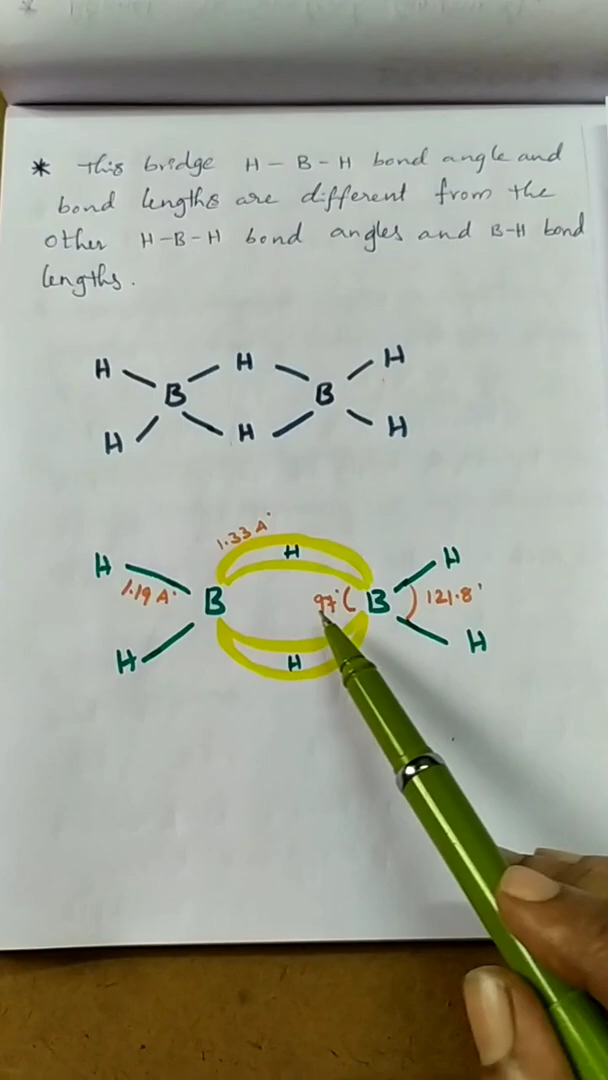 * This bridge H - B - H bond angle and
bond lengths are different from the
other H-B-H bond angles and B-H bond
lengths.
H H H
B B
H H H
1.33 A°
H H H
1.19 A° B 97° B 121.8°
H H H